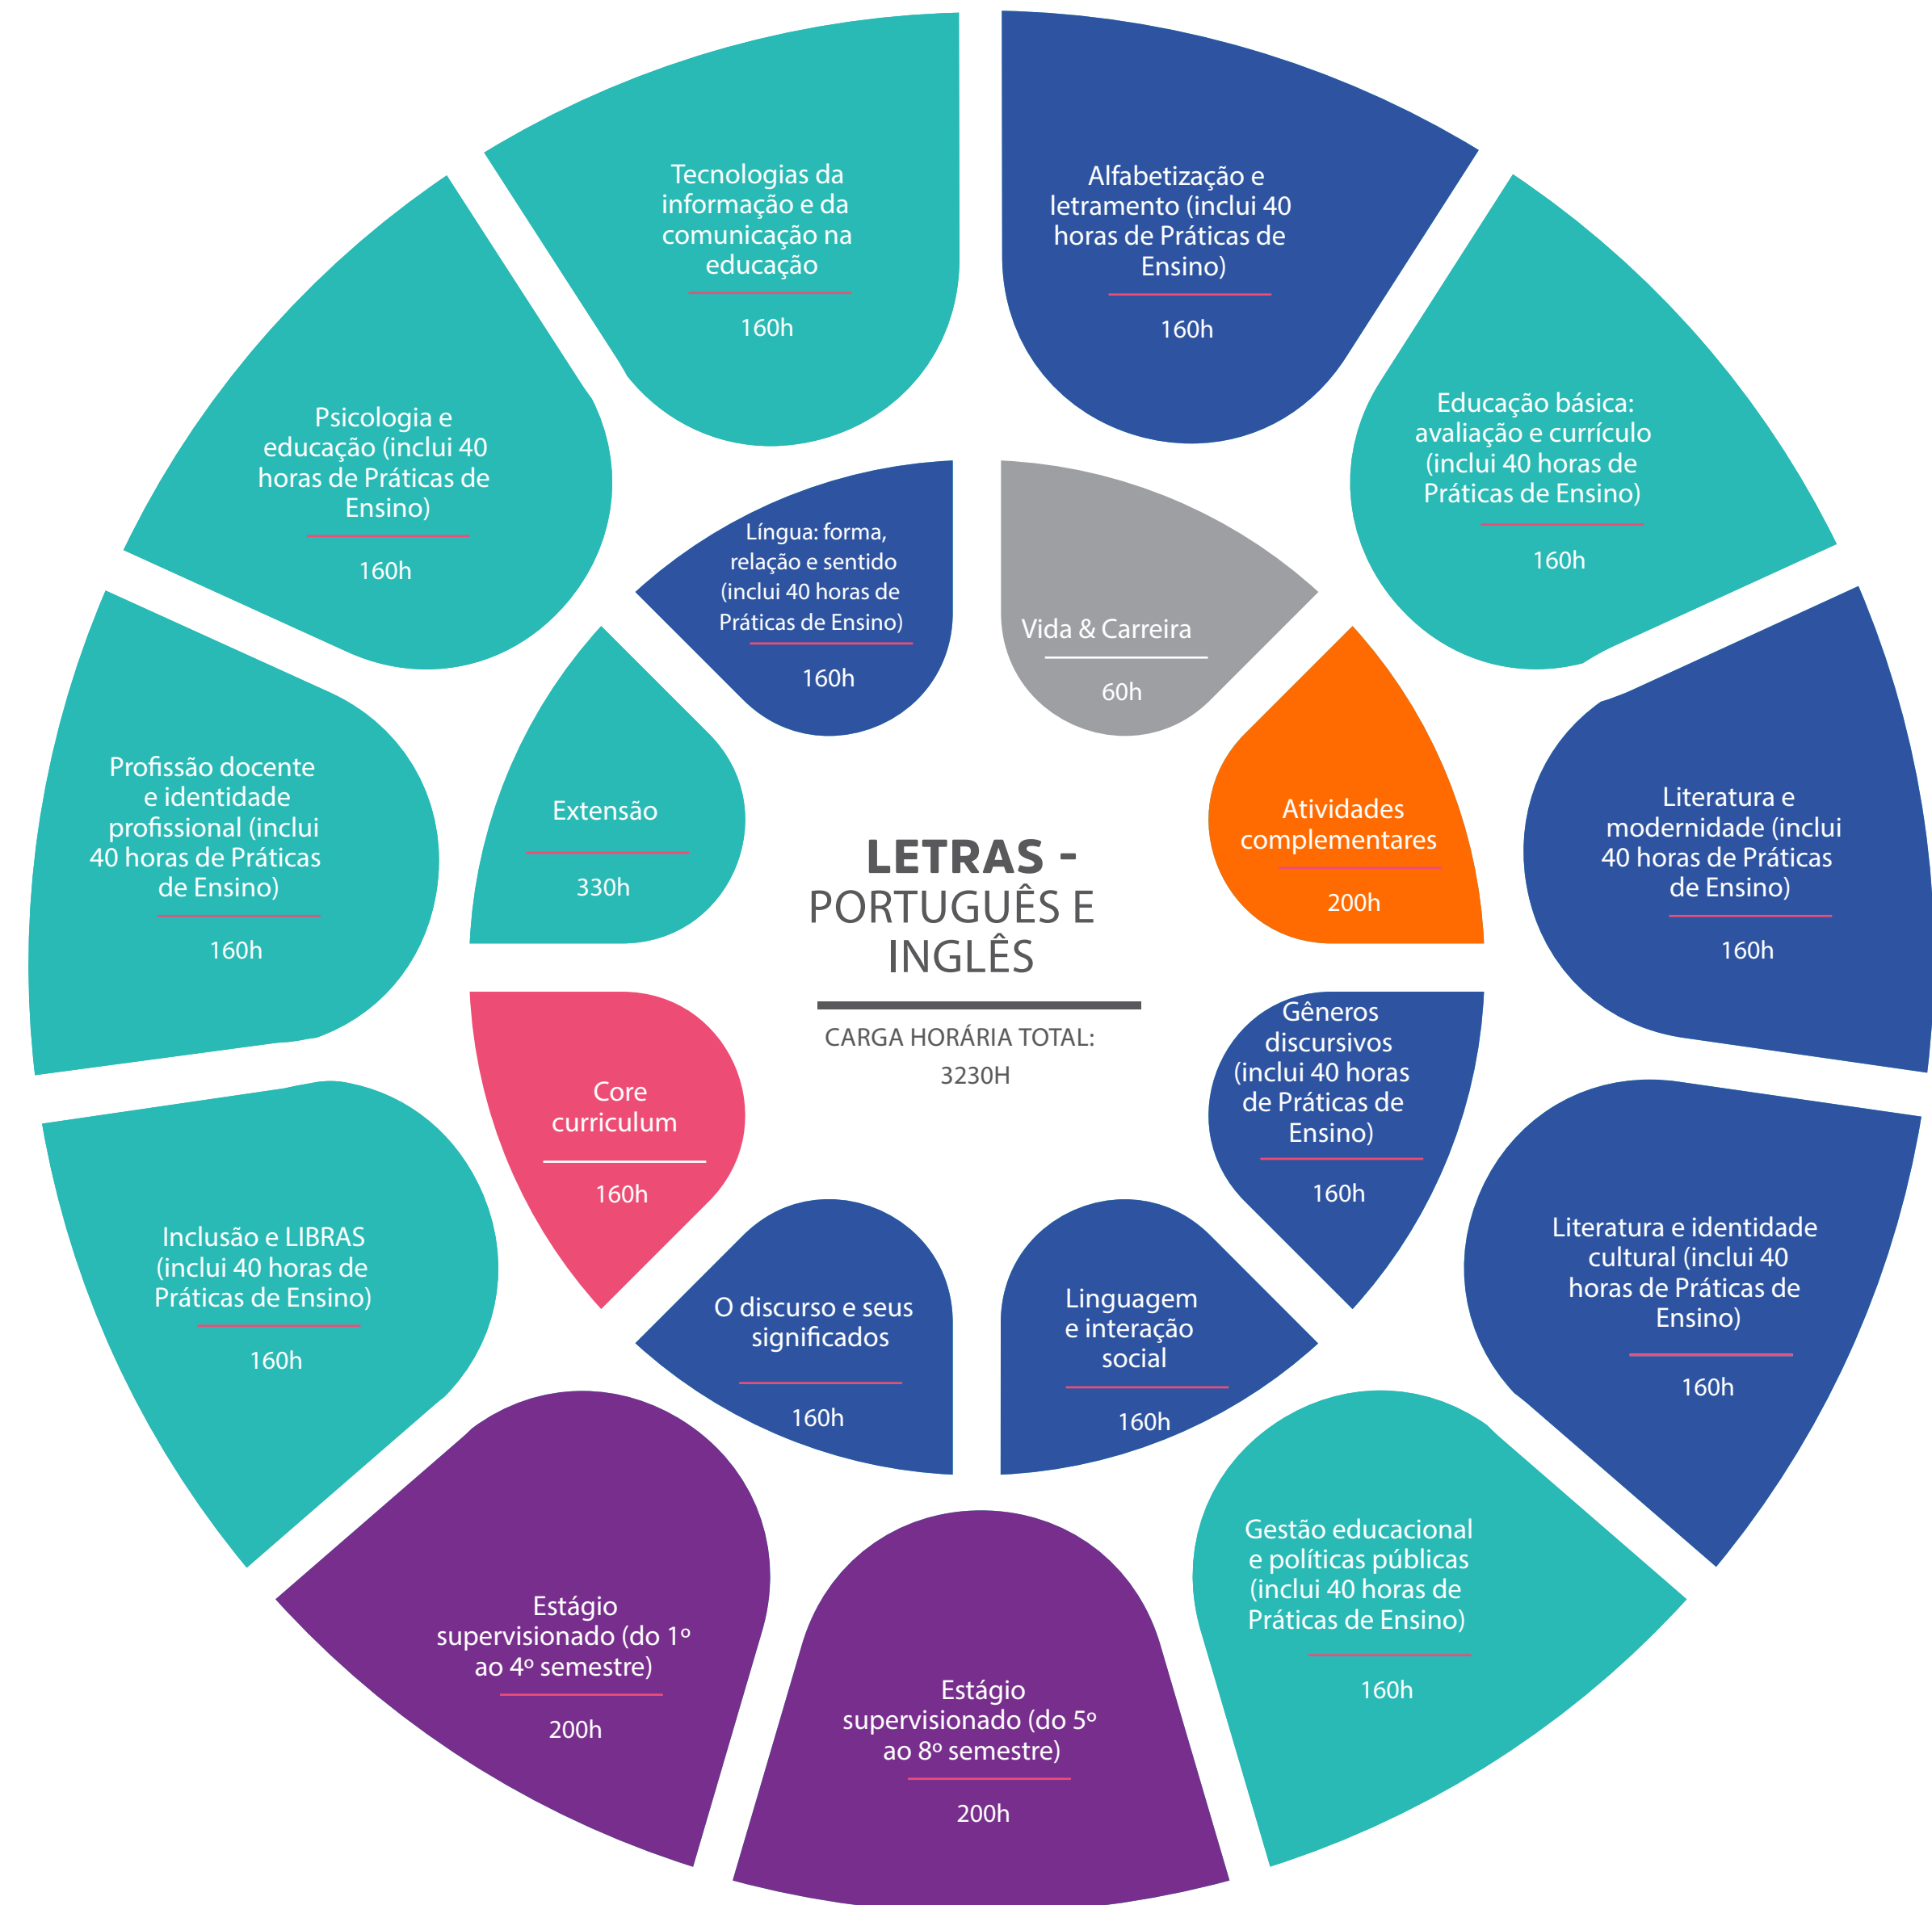 Tecnologias da
informação e da
comunicação na
educação
160h
Alfabetização e
letramento (inclui 40
horas de Práticas de
Ensino)
160h
Educação básica:
avaliação e currículo
(inclui 40 horas de
Práticas de Ensino)
160h
Literatura e
modernidade (inclui
40 horas de Práticas
de Ensino)
160h
Literatura e identidade
cultural (inclui 40
horas de Práticas de
Ensino)
160h
Gestão educacional
e políticas públicas
(inclui 40 horas de
Práticas de Ensino)
160h
Estágio
supervisionado (do 5º
ao 8º semestre)
200h
Estágio
supervisionado (do 1º
ao 4º semestre)
200h
Inclusão e LIBRAS
(inclui 40 horas de
Práticas de Ensino)
160h
Profissão docente
e identidade
profissional (inclui
40 horas de Práticas
de Ensino)
160h
Psicologia e
educação (inclui 40
horas de Práticas de
Ensino)
160h
Língua: forma,
relação e sentido
(inclui 40 horas de
Práticas de Ensino)
160h
Vida & Carreira
60h
Atividades
complementares
200h
Gêneros
discursivos
(inclui 40 horas
de Práticas de
Ensino)
160h
Linguagem
e interação
social
160h
O discurso e seus
significados
160h
Core
curriculum
160h
Extensão
330h
LETRAS -
PORTUGUÊS E
INGLÊS
CARGA HORÁRIA TOTAL:
3230H